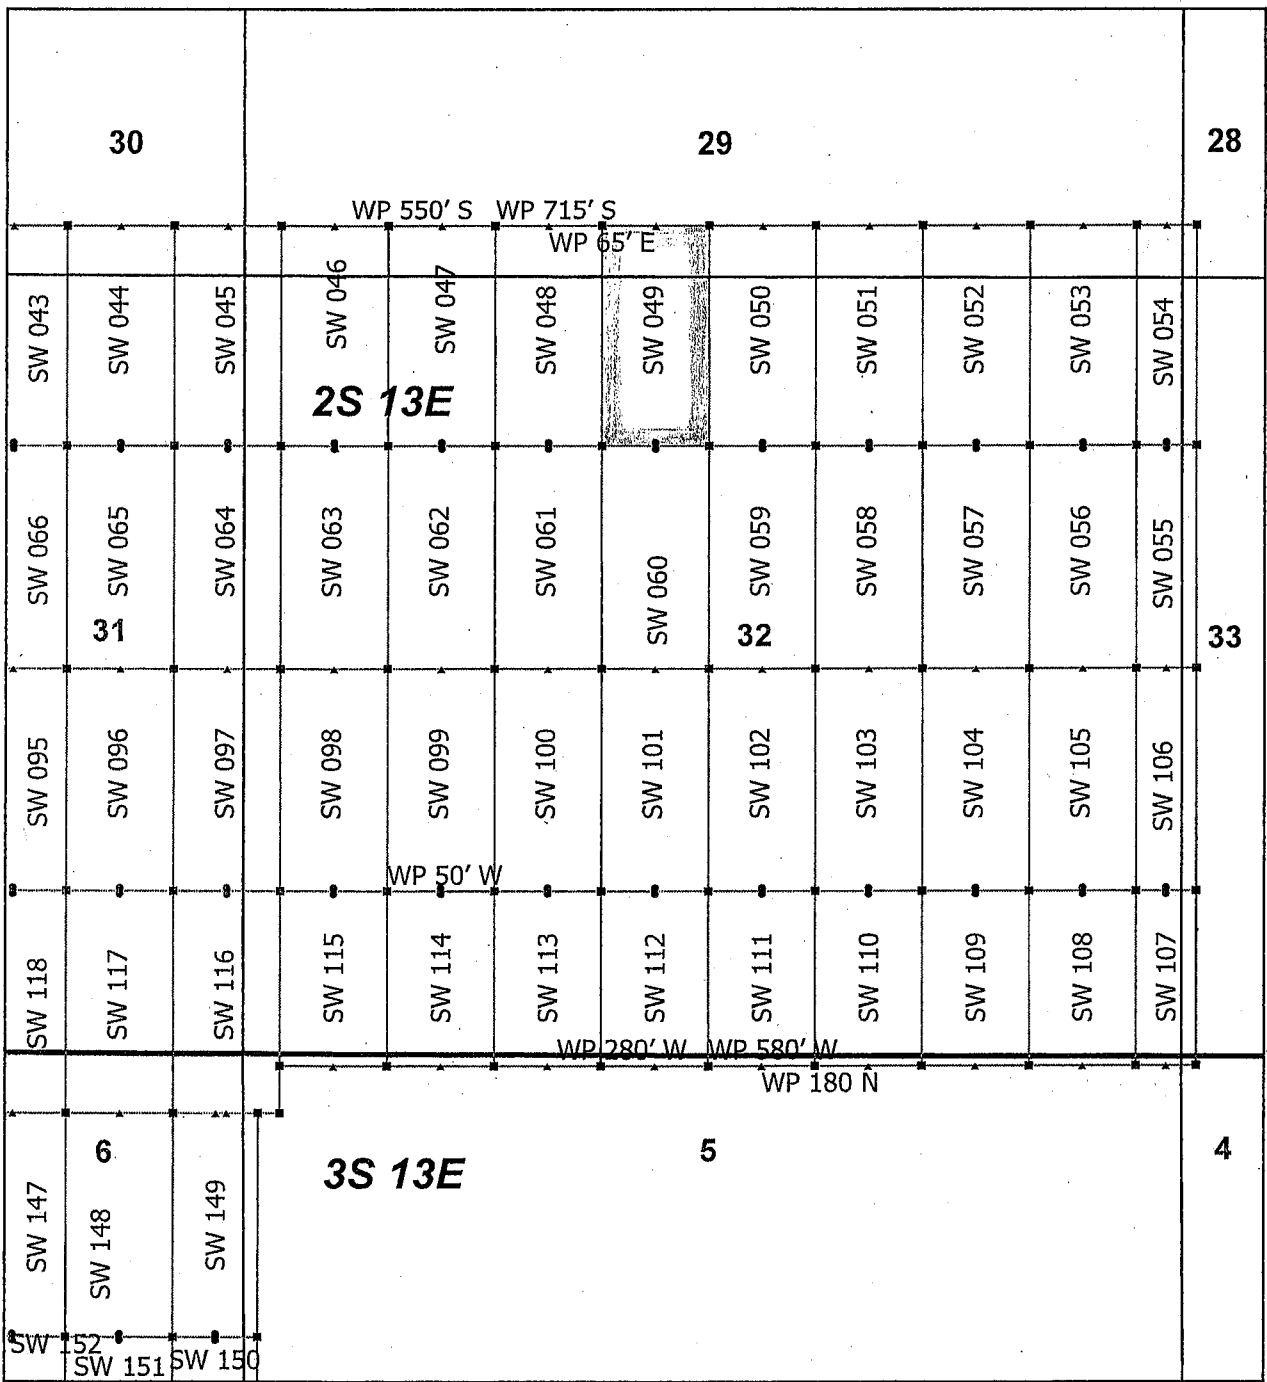 30
29
28
WP 550' S
WP 715' S
WP 65' E
SW 043
SW 044
SW 045
SW 046
SW 047
SW 048
SW 049
SW 050
SW 051
SW 052
SW 053
SW 054
2S 13E
SW 066
SW 065
SW 064
SW 063
SW 062
SW 061
SW 060
SW 059
SW 058
SW 057
SW 056
SW 055
31
32
33
SW 095
SW 096
SW 097
SW 098
SW 099
SW 100
SW 101
SW 102
SW 103
SW 104
SW 105
SW 106
WP 50' W
SW 118
SW 117
SW 116
SW 115
SW 114
SW 113
SW 112
SW 111
SW 110
SW 109
SW 108
SW 107
WP 280' W
WP 580' W
WP 180 N
6
3S 13E
5
4
SW 147
SW 148
SW 149
SW 152
SW 151
SW 150